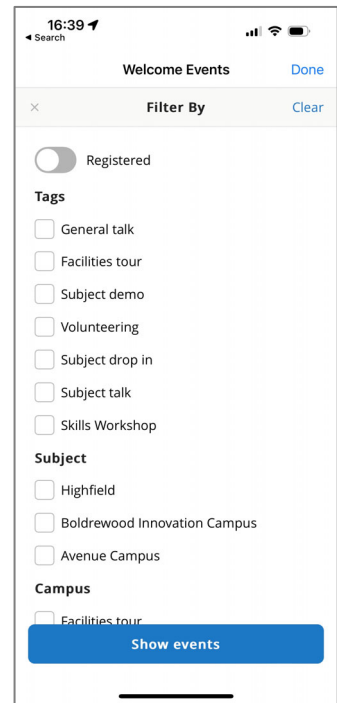 16:39
Search
Welcome Events Done
× Filter By Clear
Registered
Tags
General talk
Facilities tour
Subject demo
Volunteering
Subject drop in
Subject talk
Skills Workshop
Subject
Highfield
Boldrewood Innovation Campus
Avenue Campus
Campus
Facilities tour
Show events